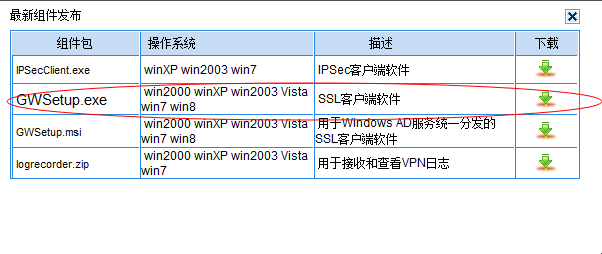 最新组件发布
组件包 操作系统 描述 下载
IPSecClient.exe winXP win2003 win7 IPSec客户端软件
GWSetup.exe win2000 winXP win2003 Vista
win7 win8 SSL客户端软件
GWSetup.msi win2000 winXP win2003 Vista
win7 win8 用于Windows AD服务统一分发的
SSL客户端软件
logrecorder.zip win2000 winXP win2003 Vista
win7 用于接收和查看VPN日志